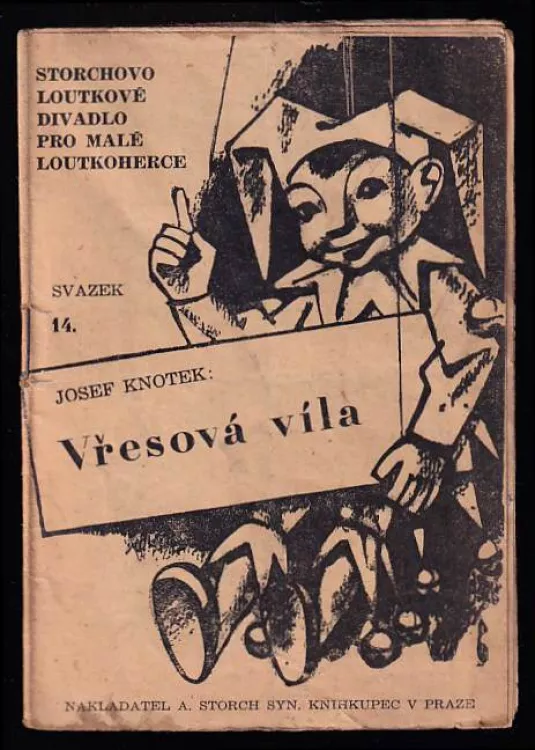 STORCHOVO
LOUTKOVÉ
DIVADLO
PRO MALÉ
LOUTKOHERCE
SVAZEK
14.
JOSEF KNOTEK:
Vřesová víla
NAKLADATEL A. STORCH SYN. KNIHKUPEC V PRAZE